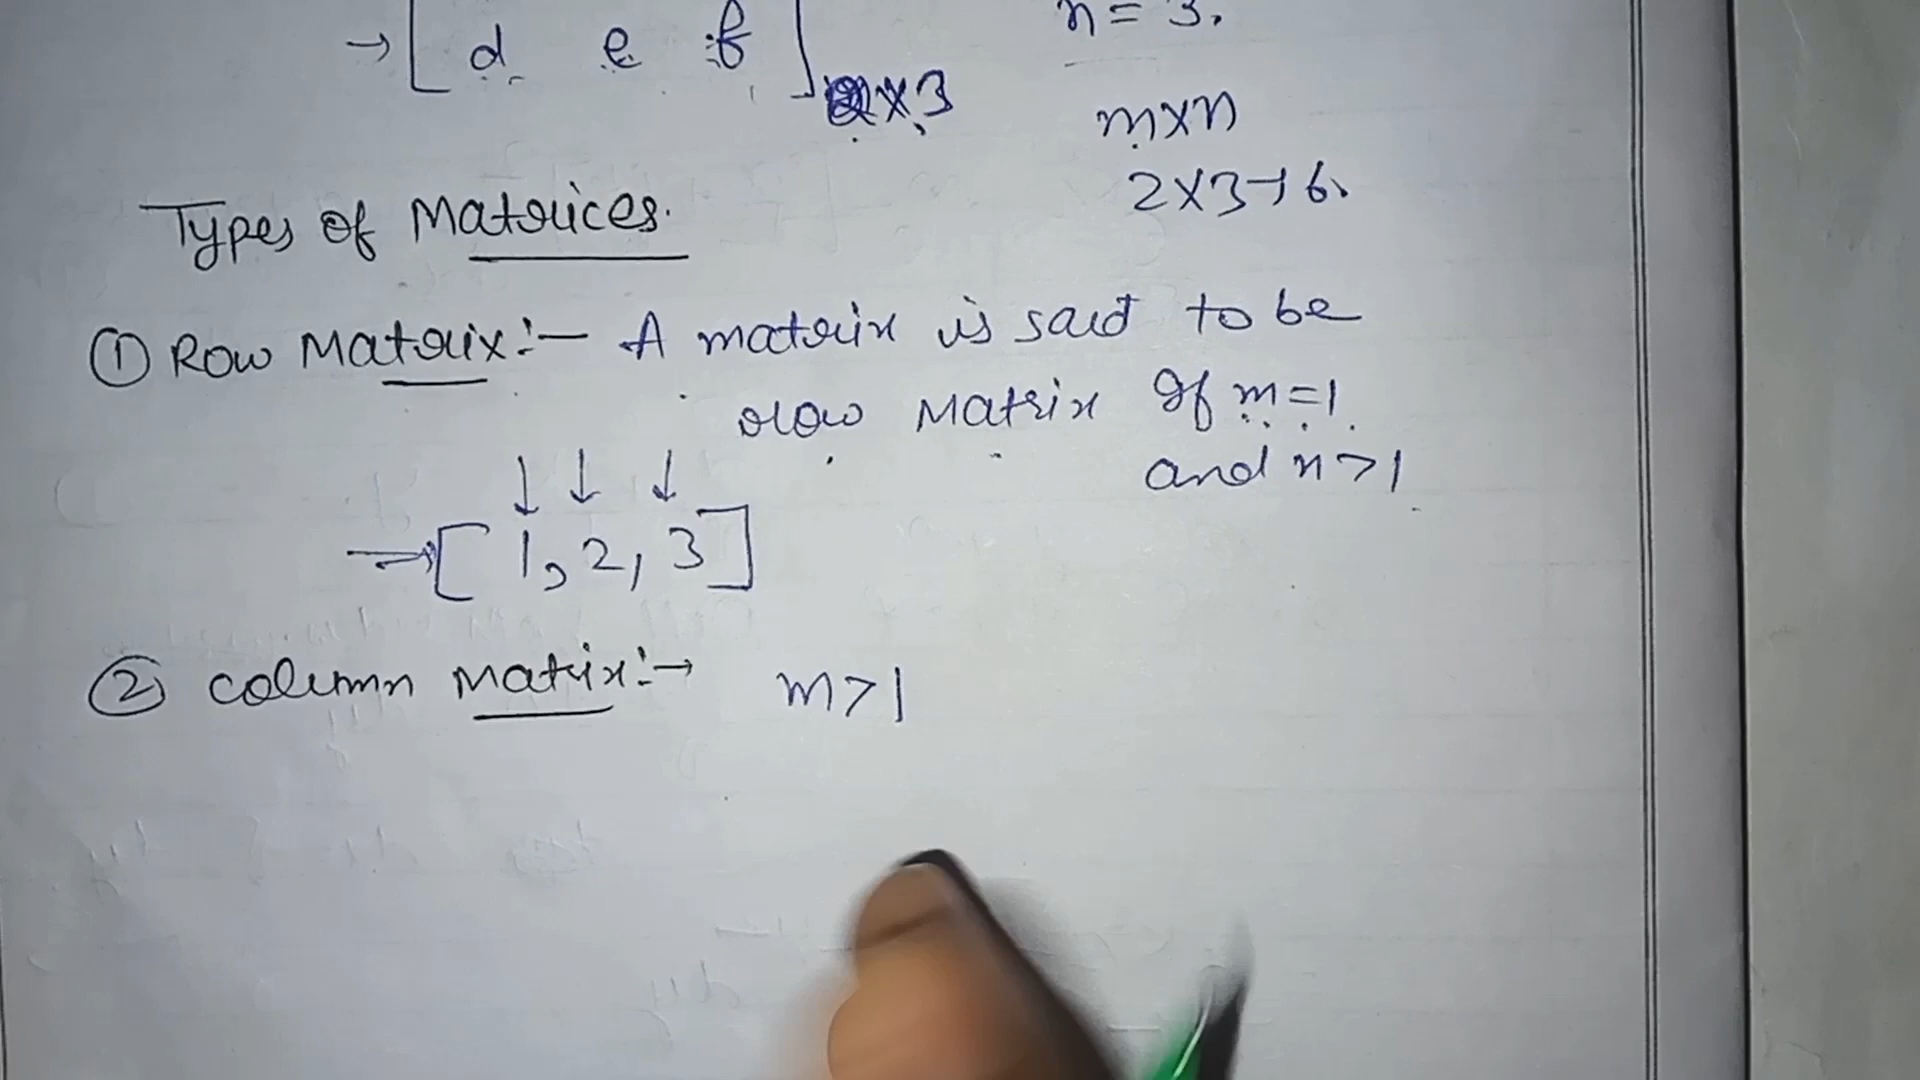 n = 3.
→ [ d e f ] 2×3
m×n
2×3→6.
Types of Matrices.
① Row Matrix:- A matrix is said to be
row Matrix If m=1
and n>1
↓ ↓ ↓
→[ 1, 2, 3 ]
② column Matrix:→ m>1